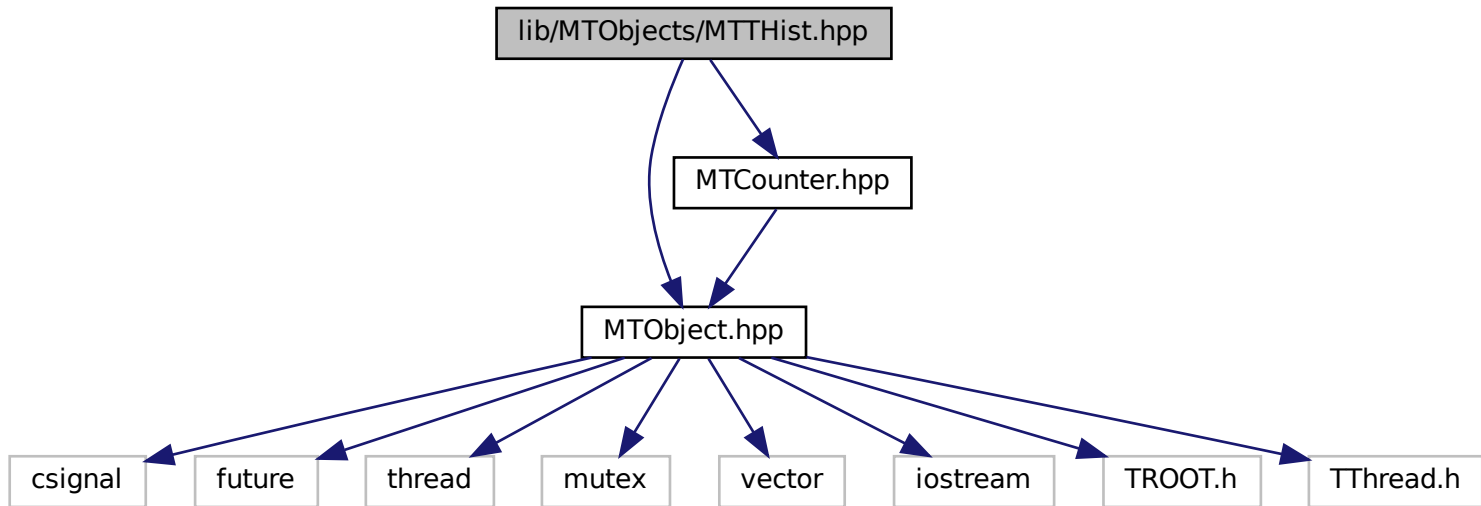 lib/MTObjects/MTTHist.hpp
MTCounter.hpp
MTObject.hpp
csignal
future
thread
mutex
vector
iostream
TROOT.h
TThread.h